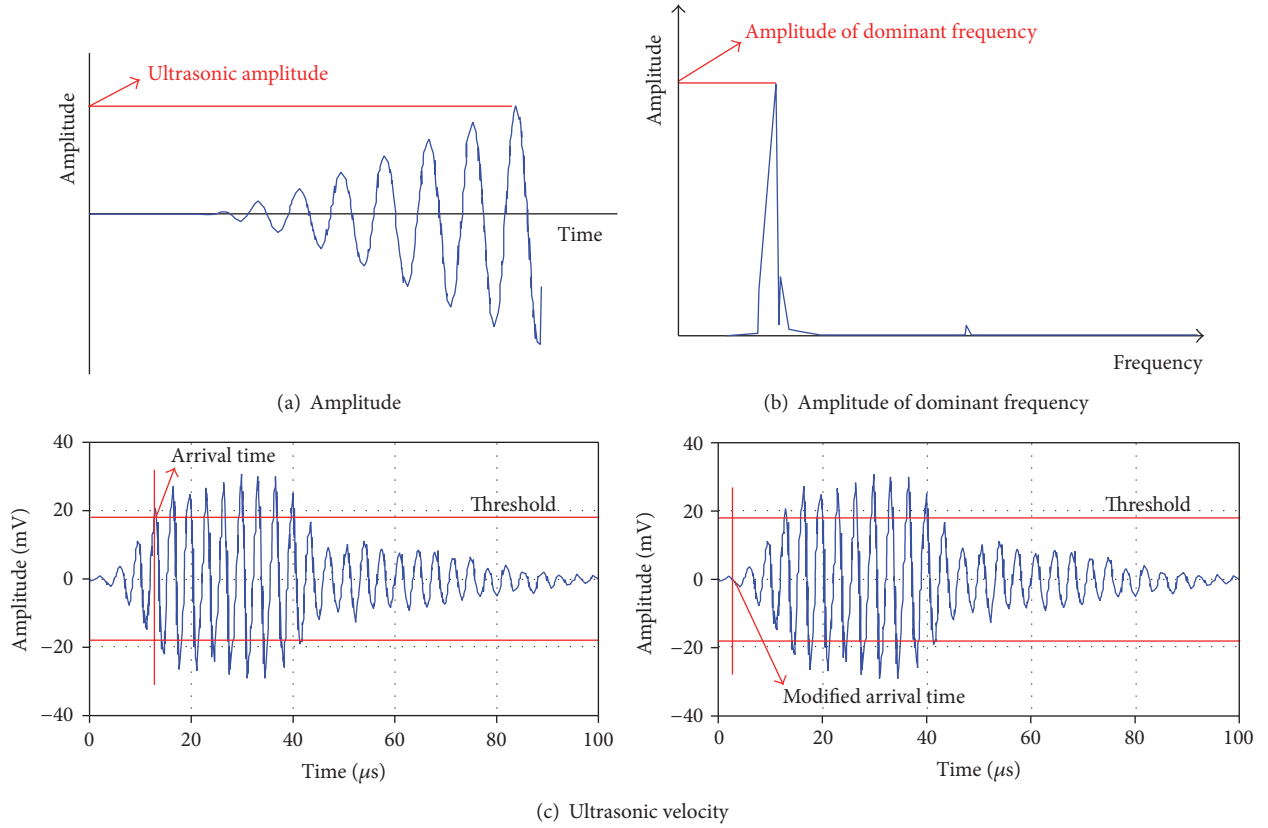 Ultrasonic amplitude
Amplitude
Time
(a) Amplitude
Amplitude of dominant frequency
Amplitude
Frequency
(b) Amplitude of dominant frequency
40
20
0
−20
−40
Amplitude (mV)
Arrival time
Threshold
0
20
40
60
80
100
Time (μs)
40
20
0
−20
−40
Amplitude (mV)
Threshold
Modified arrival time
0
20
40
60
80
100
Time (μs)
(c) Ultrasonic velocity